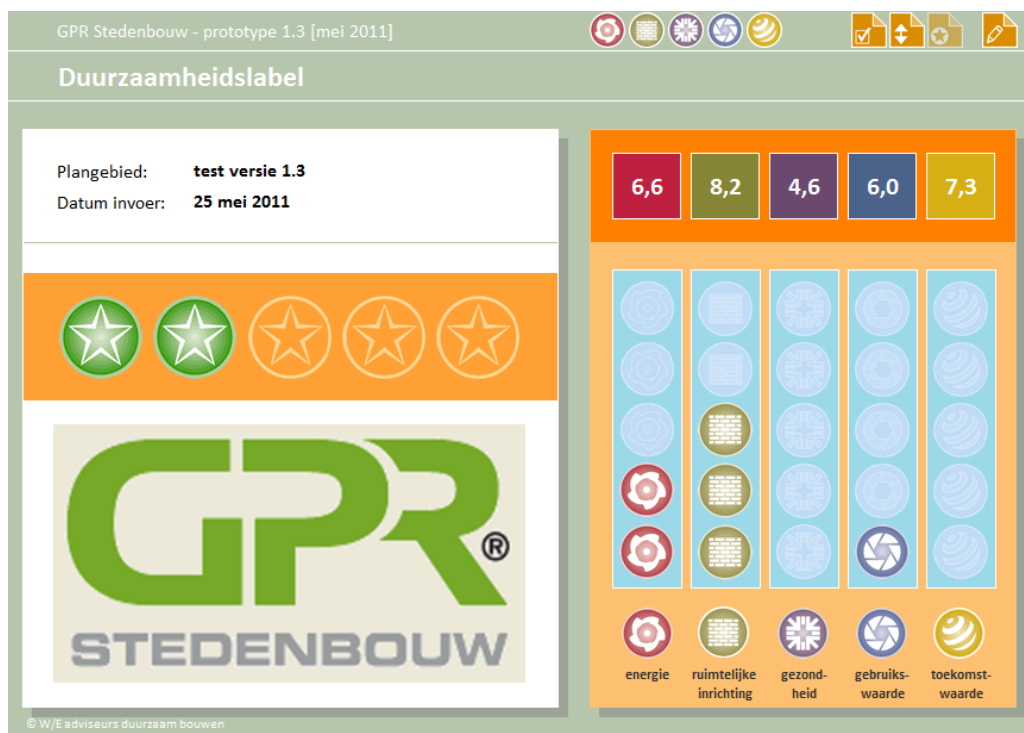 GPR Stedenbouw - prototype 1.3 [mei 2011]
Duurzaamheidslabel
Plangebied: test versie 1.3
Datum invoer: 25 mei 2011
GPR®
STEDENBOUW
6,6 8,2 4,6 6,0 7,3
energie ruimtelijke gezond- gebruiks- toekomst-
inrichting heid waarde waarde
© W/E adviseurs duurzaam bouwen